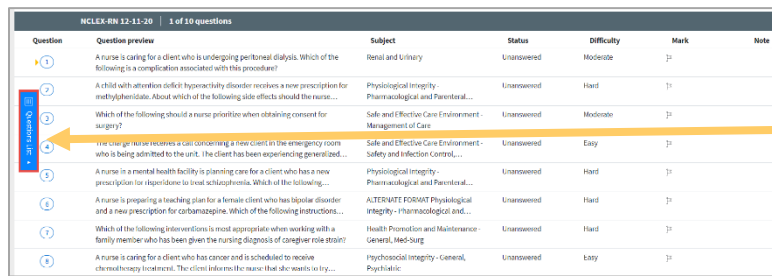 NCLEX-RN 12-11-20 | 1 of 10 questions
Question Question preview Subject Status Difficulty Mark Note
1 A nurse is caring for a client who is undergoing peritoneal dialysis. Which of the Renal and Urinary Unanswered Moderate
following is a complication associated with this procedure?
2 A child with attention deficit hyperactivity disorder receives a new prescription for Physiological Integrity - Unanswered Hard
methylphenidate. About which of the following side effects should the nurse... Pharmacological and Parenteral...
3 Which of the following should a nurse prioritize when obtaining consent for Safe and Effective Care Environment - Unanswered Moderate
surgery? Management of Care
Questions List
4 The charge nurse receives a call concerning a new client in the emergency room Safe and Effective Care Environment - Unanswered Easy
who is being admitted to the unit. The client has been experiencing generalized... Safety and Infection Control,...
5 A nurse in a mental health facility is planning care for a client who has a new Physiological Integrity - Unanswered Hard
prescription for risperidone to treat schizophrenia. Which of the following... Pharmacological and Parenteral...
6 A nurse is preparing a teaching plan for a female client who has bipolar disorder ALTERNATE FORMAT Physiological Unanswered Hard
and a new prescription for carbamazepine. Which of the following instructions... Integrity - Pharmacological and...
7 Which of the following interventions is most appropriate when working with a Health Promotion and Maintenance - Unanswered Hard
family member who has been given the nursing diagnosis of caregiver role strain? General, Med-Surg
8 A nurse is caring for a client who has cancer and is scheduled to receive Psychosocial Integrity - General, Unanswered Easy
chemotherapy treatment. The client informs the nurse that she wants to try... Psychiatric